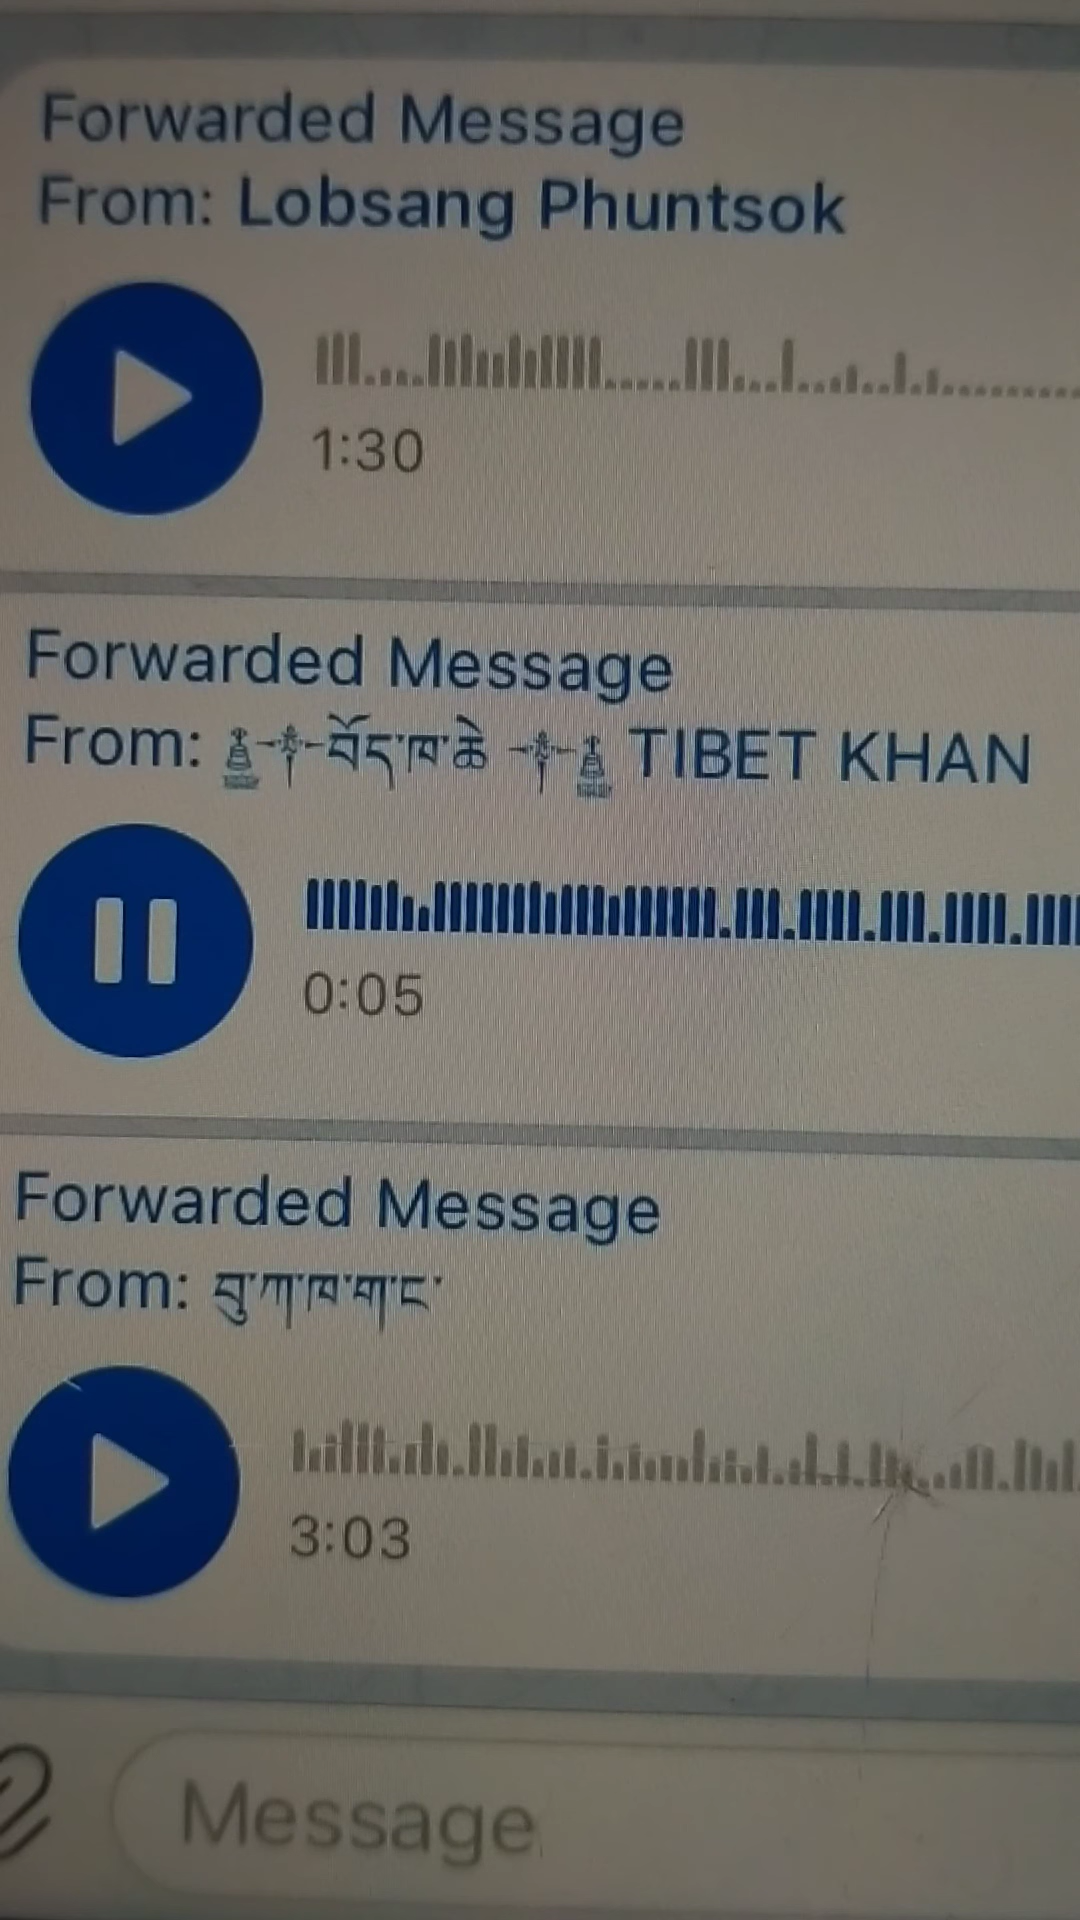 Forwarded Message
From: Lobsang Phuntsok
1:30
Forwarded Message
From: བོད་ཁ་ཆེ TIBET KHAN
0:05
Forwarded Message
From: བུ་ཀ་ཁ་ག་ང་
3:03
Message